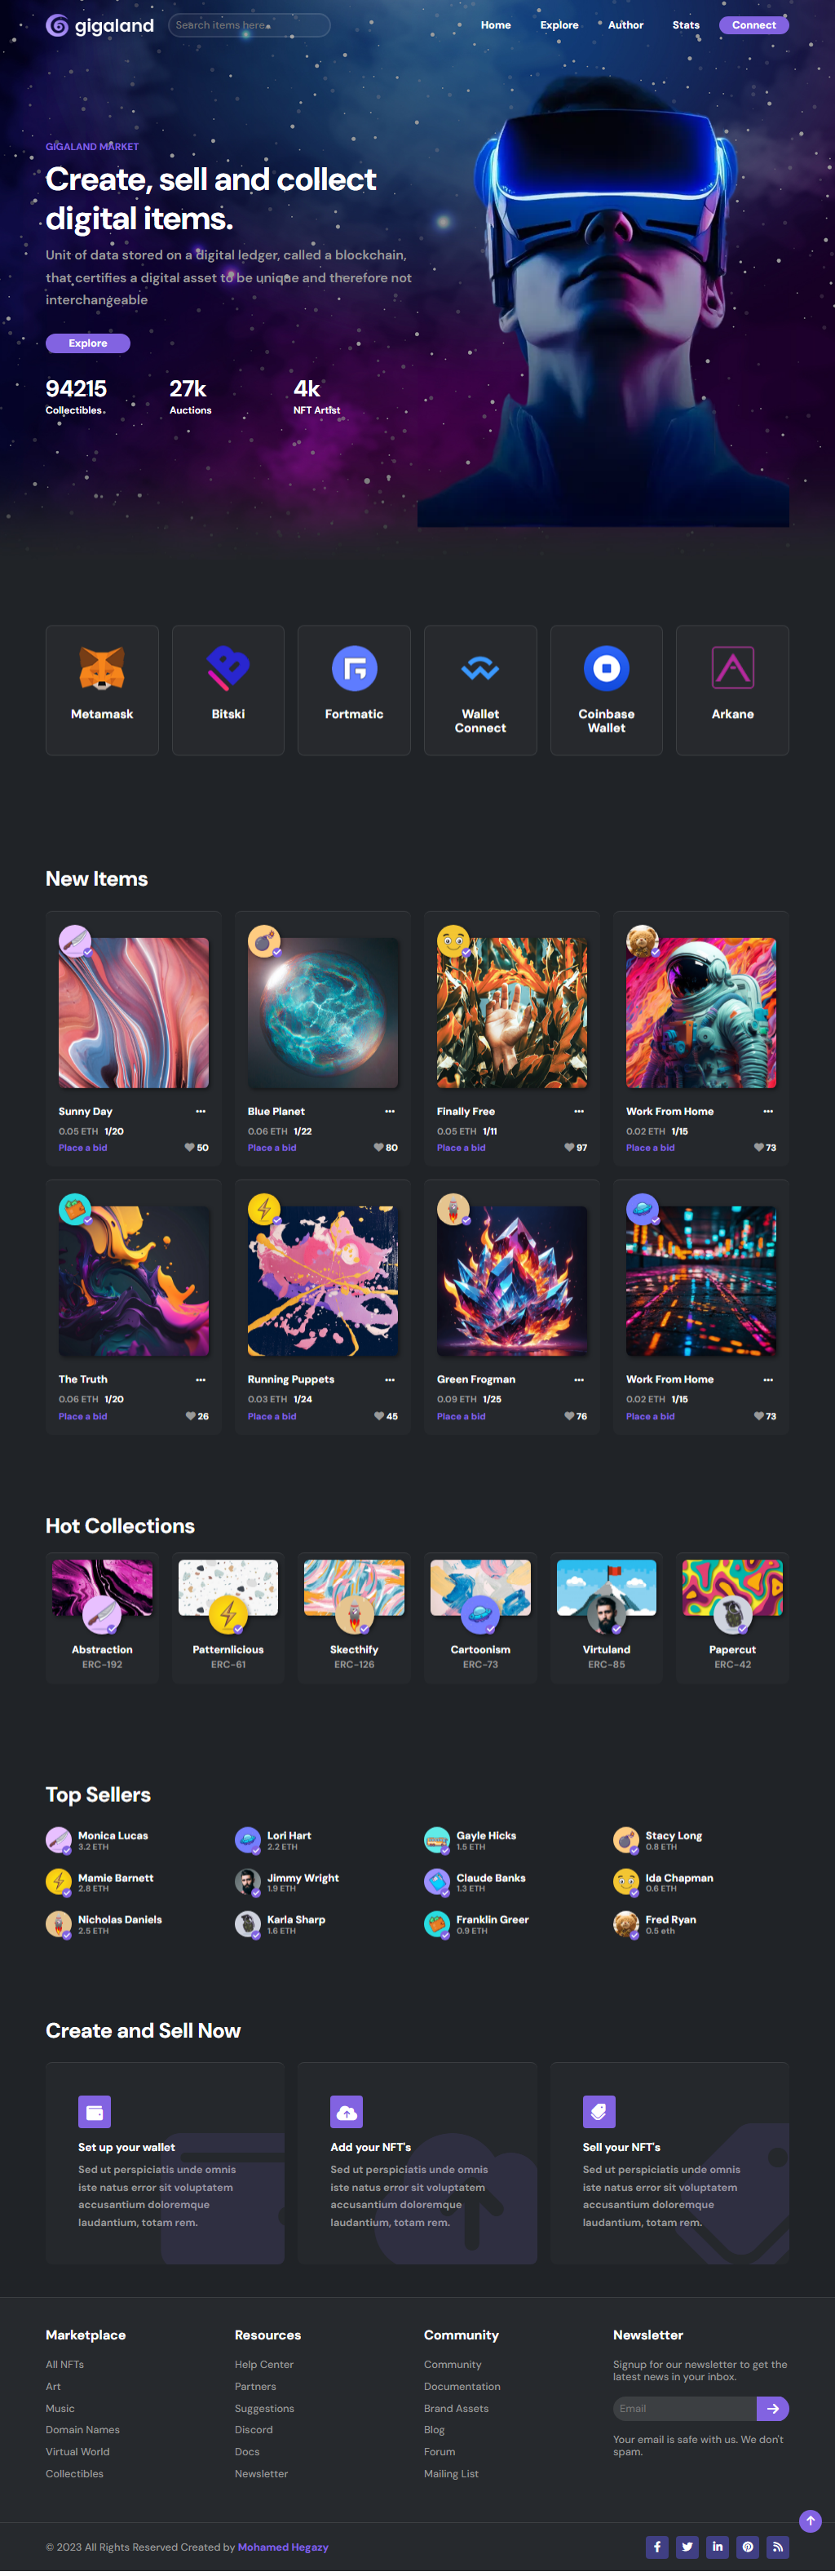 gigaland
Search items here...
Home
Explore
Author
Stats
Connect
GIGALAND MARKET
Create, sell and collect
digital items.
Unit of data stored on a digital ledger, called a blockchain,
that certifies a digital asset to be unique and therefore not
interchangeable
Explore
94215
27k
4k
Collectibles
Auctions
NFT Artist
Metamask
Bitski
Fortmatic
Wallet
Connect
Coinbase
Wallet
Arkane
New Items
Sunny Day
0.05 ETH 1/20
Place a bid
50
Blue Planet
0.06 ETH 1/22
Place a bid
80
Finally Free
0.05 ETH 1/11
Place a bid
97
Work From Home
0.02 ETH 1/15
Place a bid
73
The Truth
0.06 ETH 1/20
Place a bid
26
Running Puppets
0.03 ETH 1/24
Place a bid
45
Green Frogman
0.09 ETH 1/25
Place a bid
76
Work From Home
0.02 ETH 1/15
Place a bid
73
Hot Collections
Abstraction
ERC-192
Patternlicious
ERC-61
Skecthify
ERC-126
Cartoonism
ERC-73
Virtuland
ERC-85
Papercut
ERC-42
Top Sellers
Monica Lucas
3.2 ETH
Lori Hart
2.2 ETH
Gayle Hicks
1.5 ETH
Stacy Long
0.8 ETH
Mamie Barnett
2.8 ETH
Jimmy Wright
1.9 ETH
Claude Banks
1.3 ETH
Ida Chapman
0.6 ETH
Nicholas Daniels
2.5 ETH
Karla Sharp
1.6 ETH
Franklin Greer
0.9 ETH
Fred Ryan
0.5 eth
Create and Sell Now
Set up your wallet
Sed ut perspiciatis unde omnis
iste natus error sit voluptatem
accusantium doloremque
laudantium, totam rem.
Add your NFT's
Sed ut perspiciatis unde omnis
iste natus error sit voluptatem
accusantium doloremque
laudantium, totam rem.
Sell your NFT's
Sed ut perspiciatis unde omnis
iste natus error sit voluptatem
accusantium doloremque
laudantium, totam rem.
Marketplace
All NFTs
Art
Music
Domain Names
Virtual World
Collectibles
Resources
Help Center
Partners
Suggestions
Discord
Docs
Newsletter
Community
Community
Documentation
Brand Assets
Blog
Forum
Mailing List
Newsletter
Signup for our newsletter to get the
latest news in your inbox.
Email
Your email is safe with us. We don't
spam.
© 2023 All Rights Reserved Created by Mohamed Hegazy